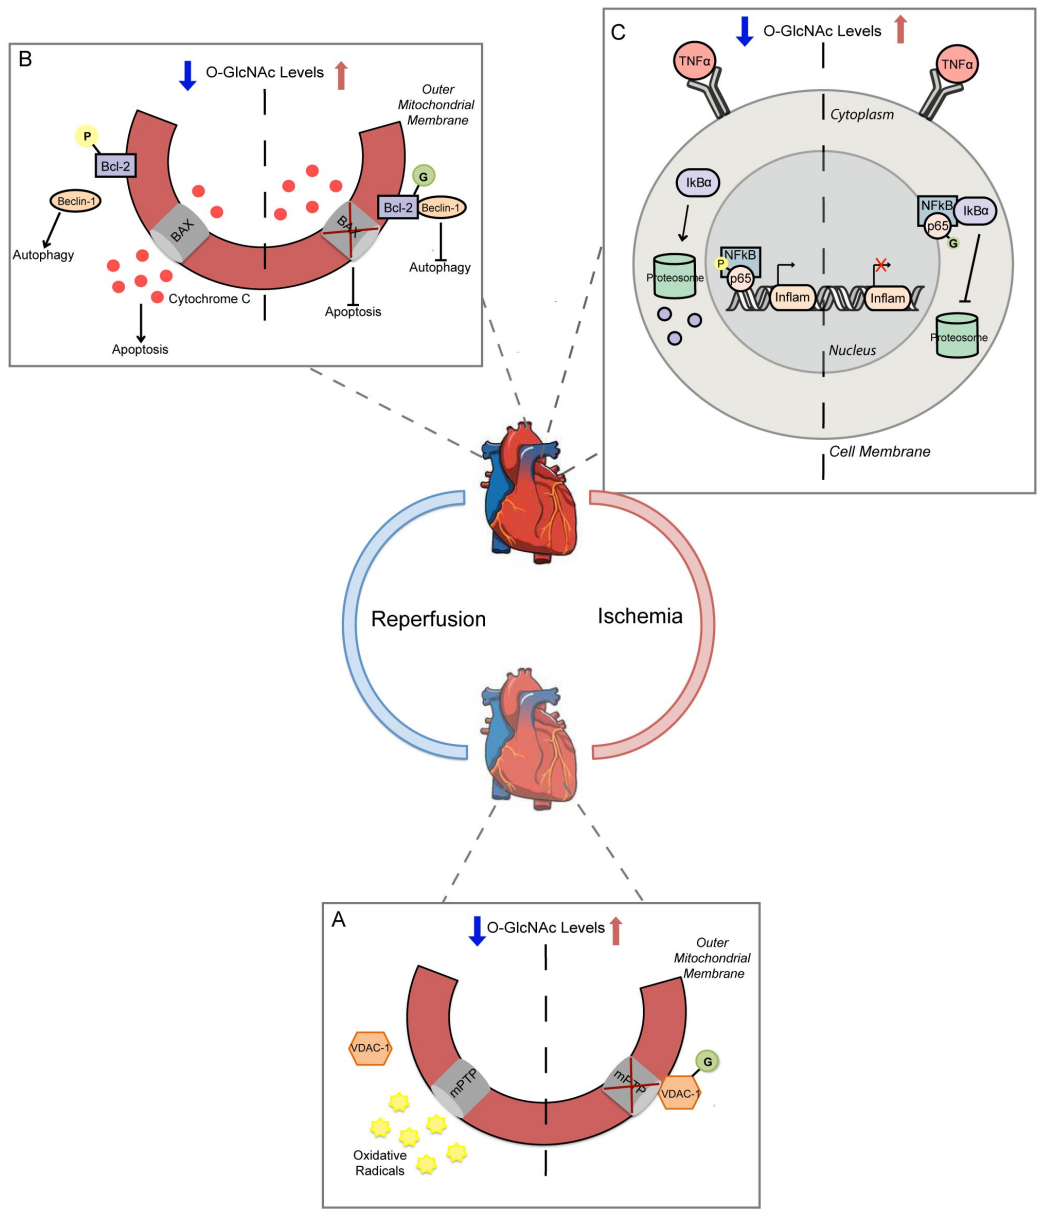 B
O-GlcNAc Levels
Outer
Mitochondrial
Membrane
P
Bcl-2
Beclin-1
Autophagy
BAX
Cytochrome C
Apoptosis
G
Bcl-2
Beclin-1
BAX
Autophagy
Apoptosis
C
O-GlcNAc Levels
TNFα
TNFα
Cytoplasm
IkBα
Proteosome
NFkB
P
p65
Inflam
Inflam
NFkB
IkBα
p65
G
Proteosome
Nucleus
Cell Membrane
Reperfusion
Ischemia
A
O-GlcNAc Levels
Outer
Mitochondrial
Membrane
VDAC-1
mPTP
mPTP
G
VDAC-1
Oxidative
Radicals